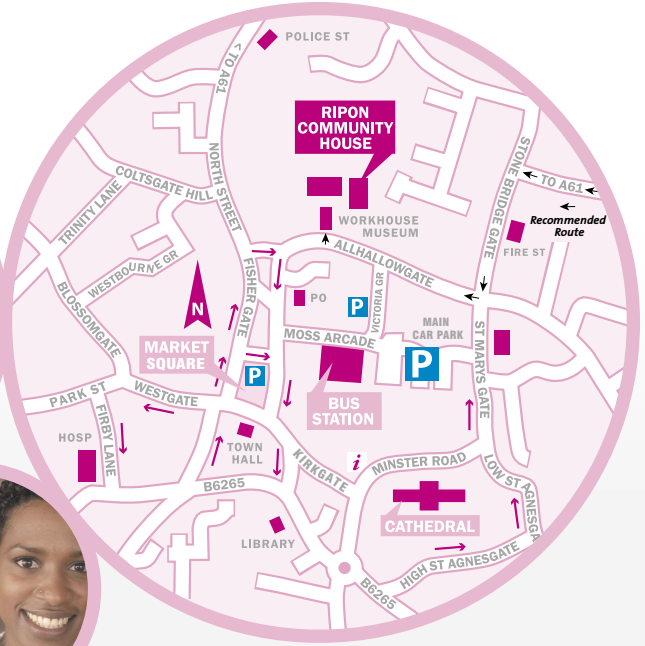 POLICE ST
< TO A61
RIPON
COMMUNITY
HOUSE
STONE BRIDGE GATE
TO A61
Recommended
Route
FIRE ST
NORTH STREET
COLTSGATE HILL
TRINITY LANE
WORKHOUSE
MUSEUM
ALLHALLOWGATE
WESTBOURNE GR
BLOSSOMGATE
N
FISHER GATE
PO
P
VICTORIA GR
MOSS ARCADE
MAIN
CAR PARK
P
ST MARYS GATE
MARKET
SQUARE
P
BUS
STATION
PARK ST
WESTGATE
FIRBY LANE
HOSP
TOWN
HALL
KIRKGATE
i
MINSTER ROAD
LOW ST AGNESGA
B6265
CATHEDRAL
LIBRARY
HIGH ST AGNESGATE
B6265